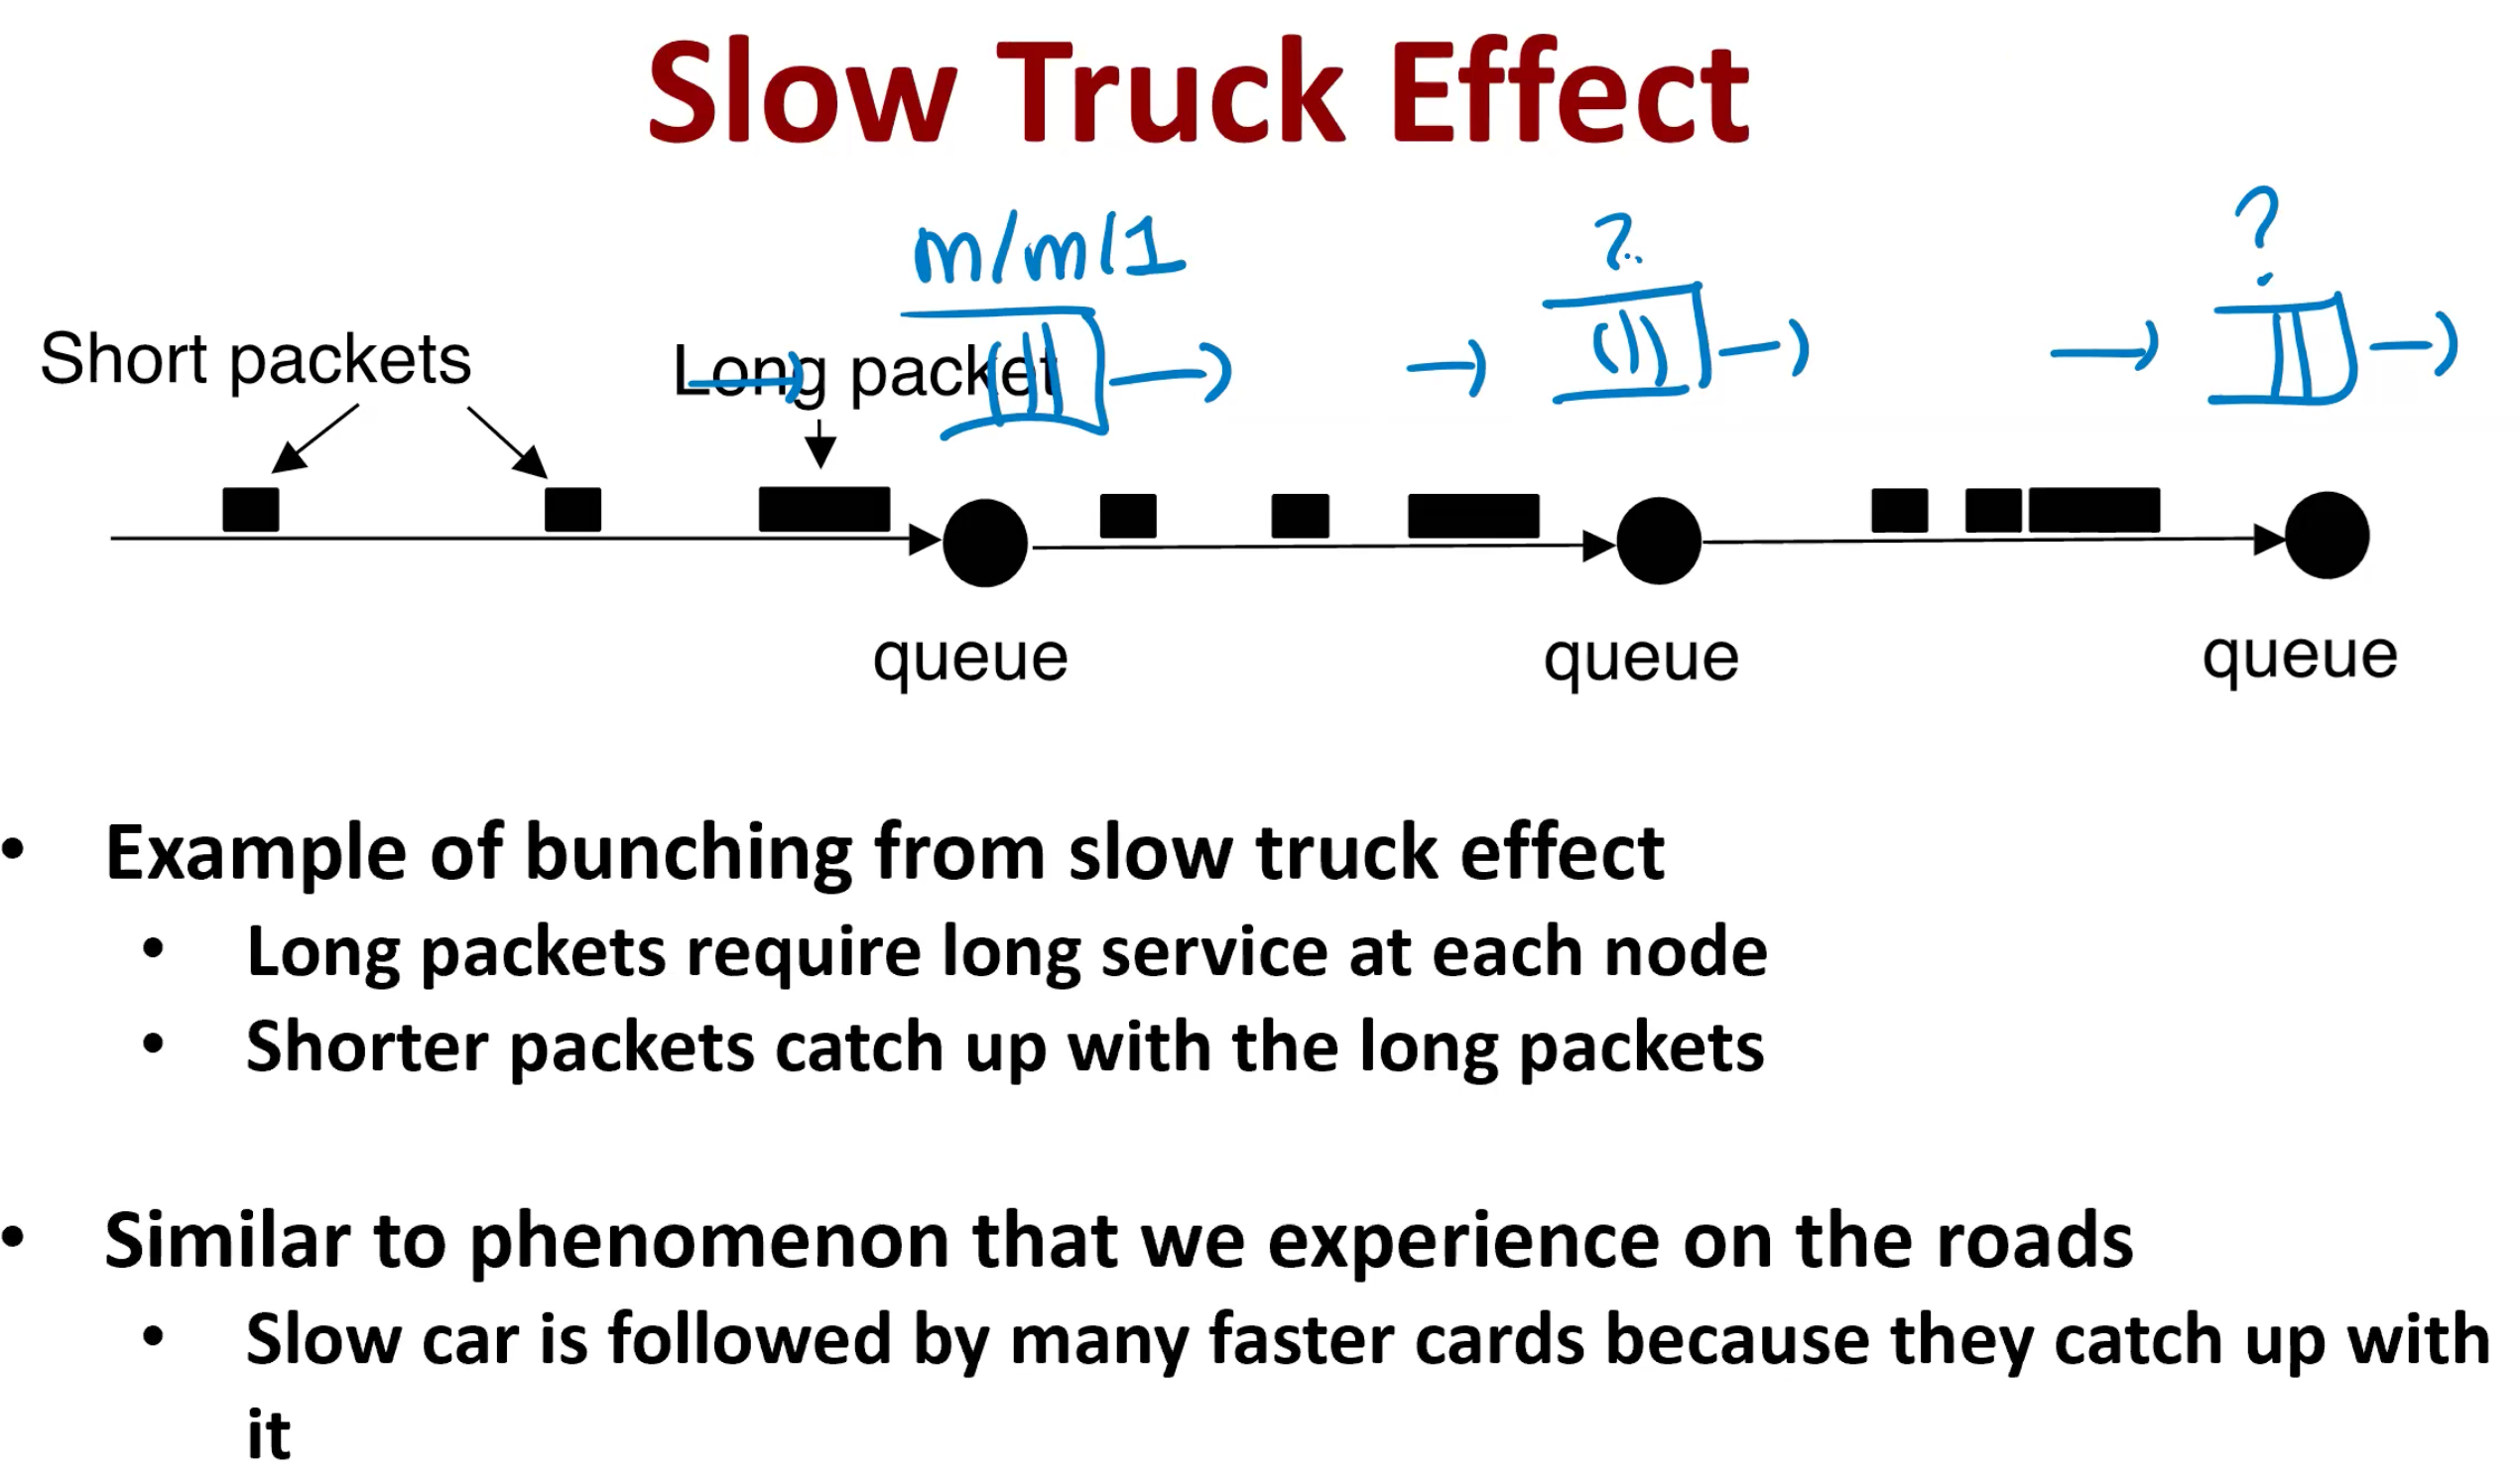 Slow Truck Effect
m/m/1
?
?
Short packets
Long packet
queue
queue
queue
• Example of bunching from slow truck effect
• Long packets require long service at each node
• Shorter packets catch up with the long packets
• Similar to phenomenon that we experience on the roads
• Slow car is followed by many faster cards because they catch up with
it